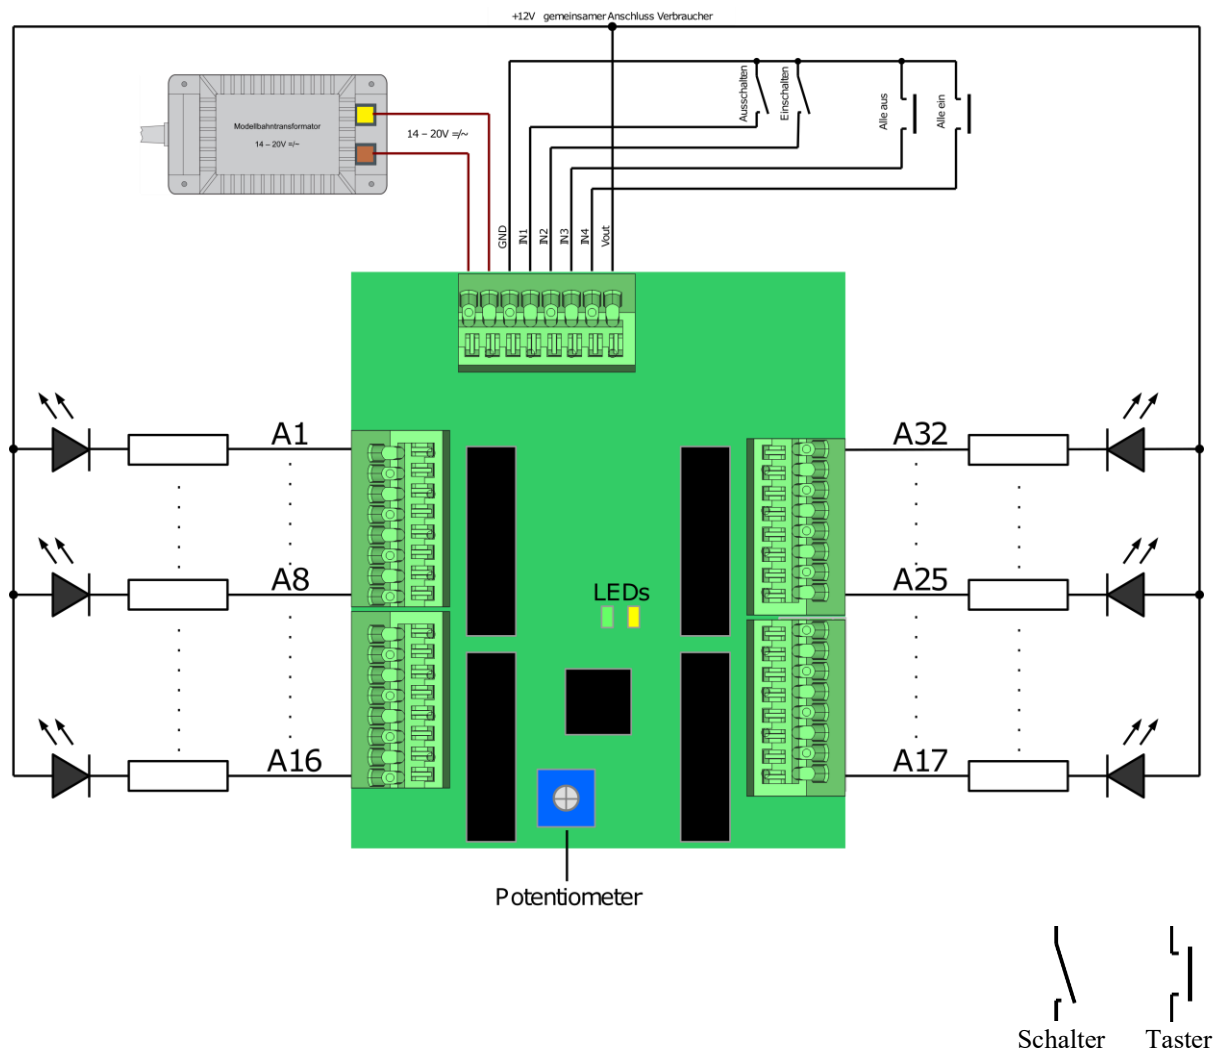 +12V gemeinsamer Anschluss Verbraucher
Ausschalten
Einschalten
Alle aus
Alle ein
Modellbahntransformator
14 – 20V =/~
14 – 20V =/~
GND
IN1
IN2
IN3
IN4
Vout
A1
A32
A8
A25
LEDs
A16
A17
Potentiometer
Schalter
Taster